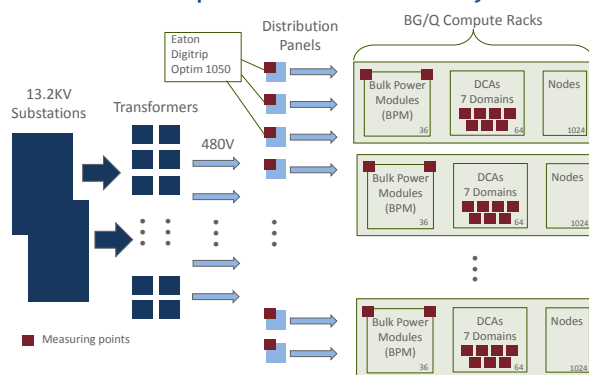 Distribution
Panels
BG/Q Compute Racks
Eaton
Digitrip
Optim 1050
13.2KV
Substations
Transformers
480V
Bulk Power
Modules
(BPM)
36
DCAs
7 Domains
64
Nodes
1024
Bulk Power
Modules
(BPM)
36
DCAs
7 Domains
64
Nodes
1024
Bulk Power
Modules
(BPM)
36
DCAs
7 Domains
64
Nodes
1024
Measuring points